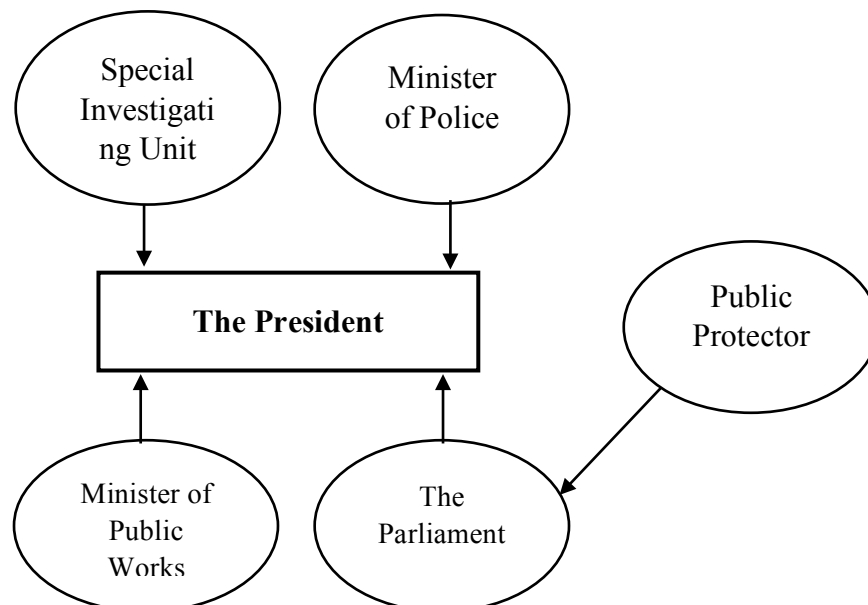 Special
Investigati
ng Unit
Minister
of Police
The President
Public
Protector
Minister of
Public
Works
The
Parliament